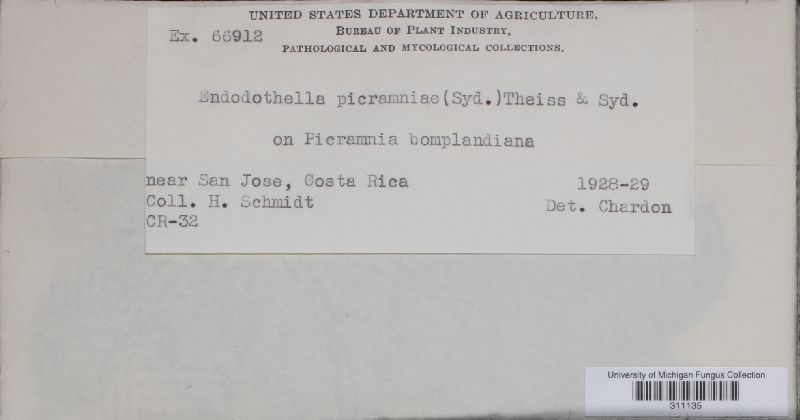 UNITED STATES DEPARTMENT OF AGRICULTURE,
BUREAU OF PLANT INDUSTRY,
Ex. 66912
PATHOLOGICAL AND MYCOLOGICAL COLLECTIONS.
Endodothella picramniae(Syd.)Theiss & Syd.
on Picramnia bomplandiana
near San Jose, Costa Rica 1928-29
Coll. H. Schmidt Det. Chardon
CR-32
University of Michigan Fungus Collection
311135